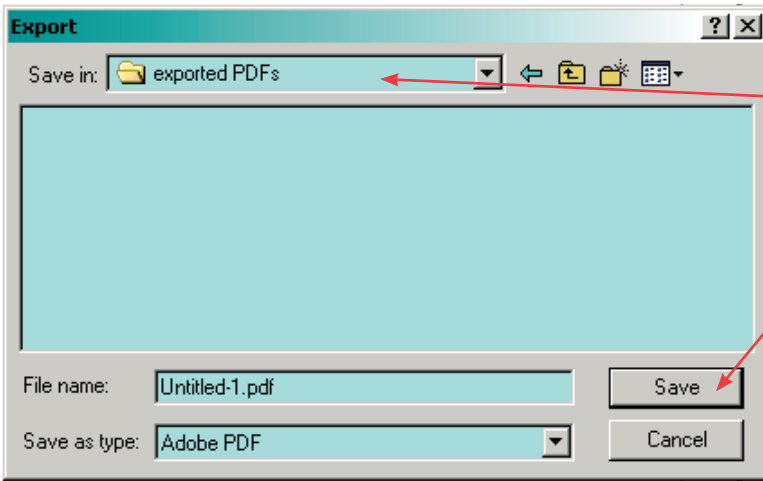 Export
Save in: exported PDFs
File name: Untitled-1.pdf
Save
Save as type: Adobe PDF
Cancel